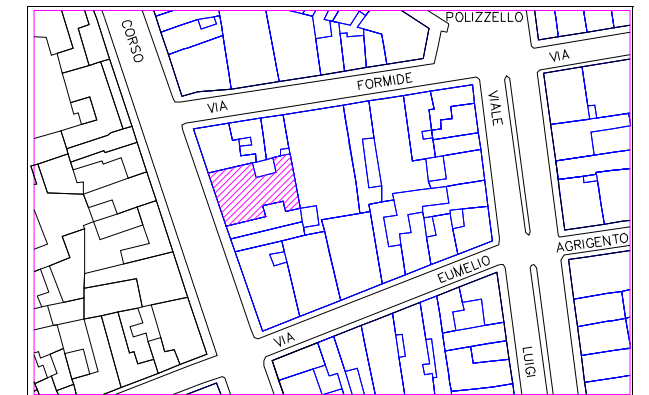 POLIZZELLO
CORSO
VIA
FORMIDE
VIA
VIALE
AGRIGENTO
EUMELIO
VIA
LUIGI